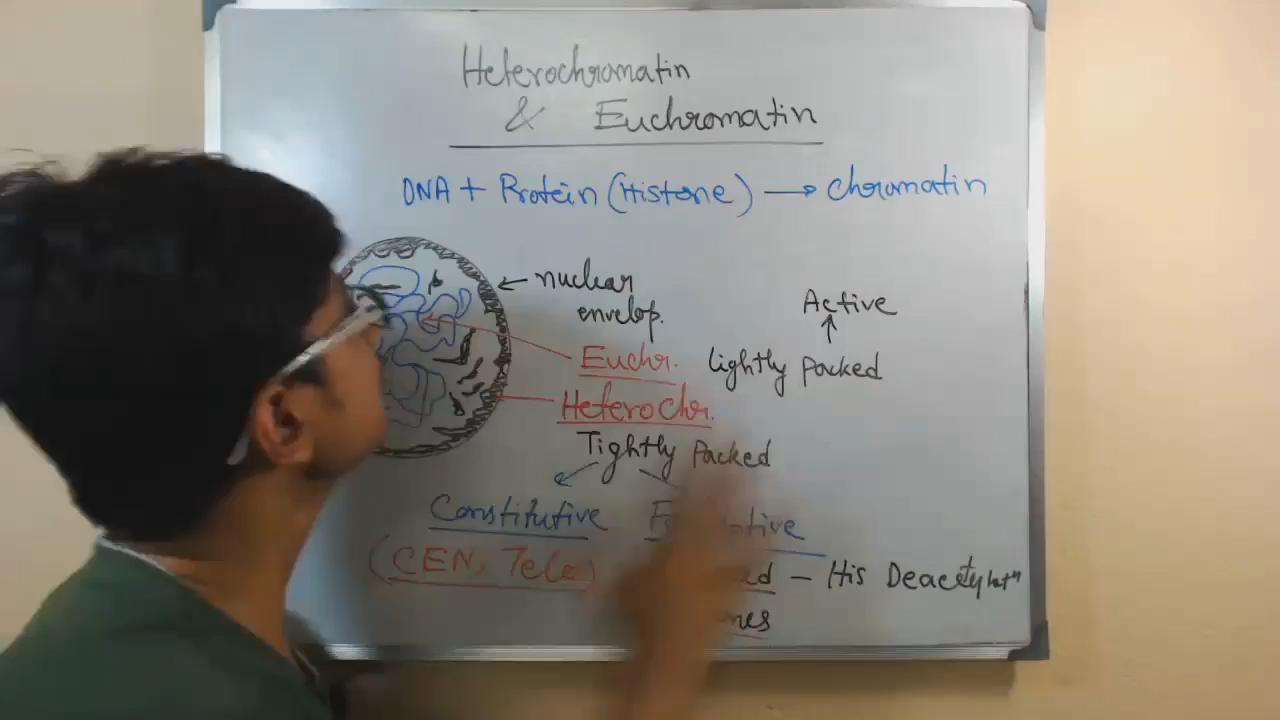 Heterochromatin
& Euchromatin
DNA + Protein (Histone) → Chromatin
nuclear
envelop.
Active
↑
Euchr. lightly Packed
Heterochr.
Tightly Packed
Constitutive
(CEN, Telo)
– His Deacetylatⁿ